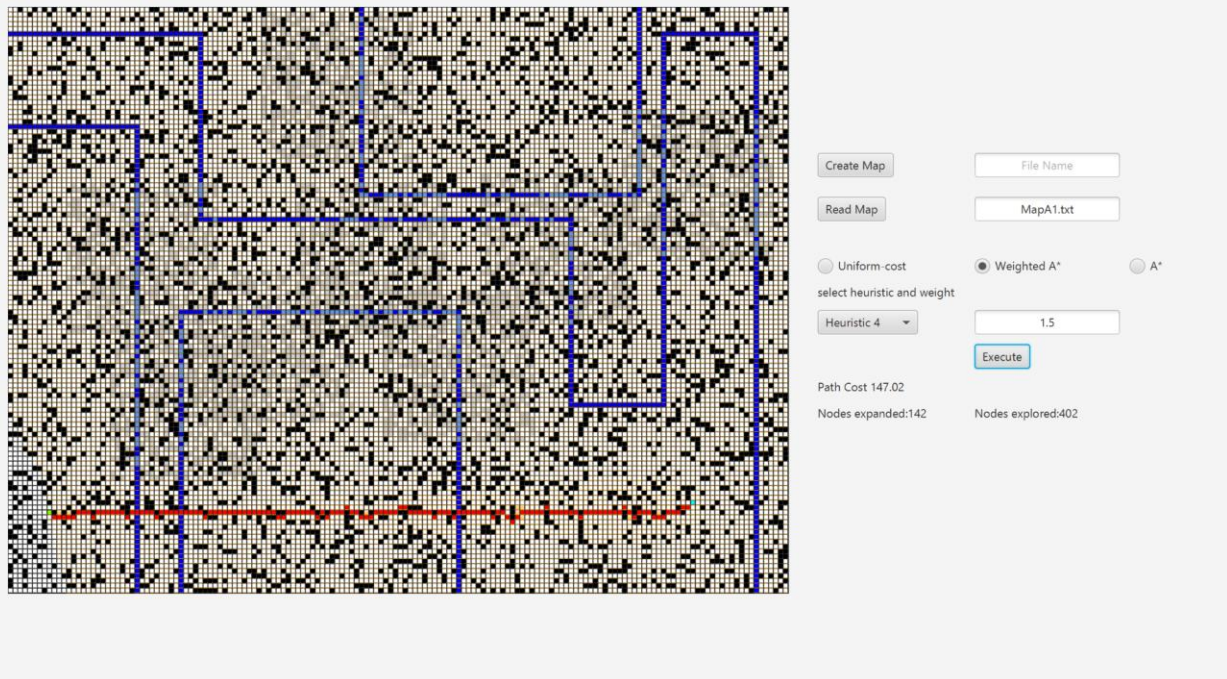 Create Map File Name
Read Map MapA1.txt
Uniform-cost Weighted A* A*
select heuristic and weight
Heuristic 4 1.5
Execute
Path Cost 147.02
Nodes expanded:142 Nodes explored:402